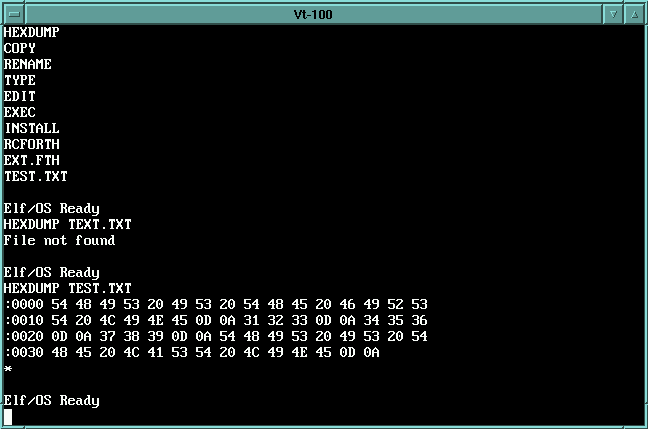 Vt-100
HEXDUMP
COPY
RENAME
TYPE
EDIT
EXEC
INSTALL
RCFORTH
EXT.FTH
TEST.TXT
Elf/OS Ready
HEXDUMP TEXT.TXT
File not found
Elf/OS Ready
HEXDUMP TEST.TXT
:0000 54 48 49 53 20 49 53 20 54 48 45 20 46 49 52 53
:0010 54 20 4C 49 4E 45 0D 0A 31 32 33 0D 0A 34 35 36
:0020 0D 0A 37 38 39 0D 0A 54 48 49 53 20 49 53 20 54
:0030 48 45 20 4C 41 53 54 20 4C 49 4E 45 0D 0A
*
Elf/OS Ready